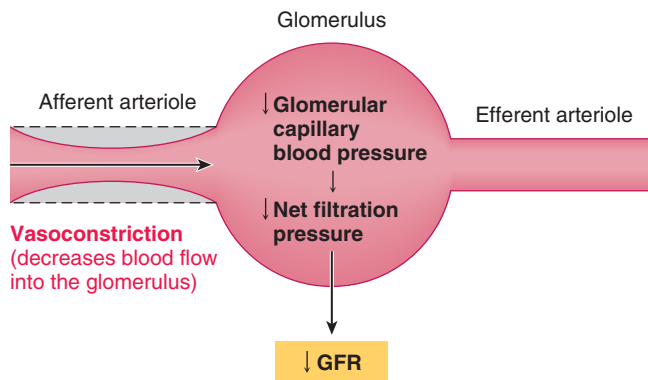 Glomerulus
Afferent arteriole
Efferent arteriole
↓Glomerular
capillary
blood pressure
↓
↓Net filtration
pressure
Vasoconstriction
(decreases blood flow
into the glomerulus)
↓GFR